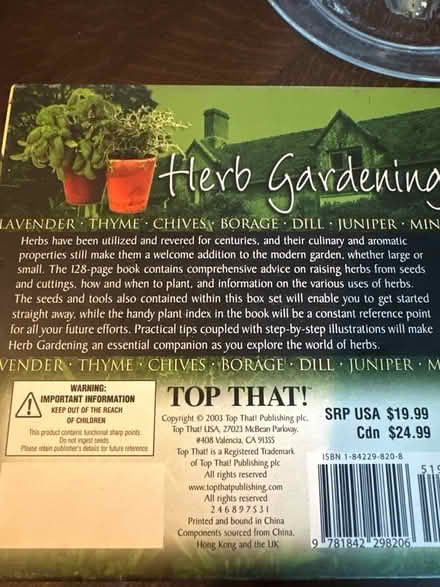 Herb Gardening
LAVENDER · THYME · CHIVES · BORAGE · DILL · JUNIPER · MIN
Herbs have been utilized and revered for centuries, and their culinary and aromatic
properties still make them a welcome addition to the modern garden, whether large or
small. The 128-page book contains comprehensive advice on raising herbs from seeds
and cuttings, how and when to plant, and information on the various uses of herbs.
The seeds and tools also contained within this box set will enable you to get started
straight away, while the handy plant index in the book will be a constant reference point
for all your future efforts. Practical tips coupled with step-by-step illustrations will make
Herb Gardening an essential companion as you explore the world of herbs.
VENDER · THYME · CHIVES · BORAGE · DILL · JUNIPER · M
WARNING:
IMPORTANT INFORMATION
KEEP OUT OF THE REACH
OF CHILDREN
This product contains functional sharp points.
Do not ingest seeds.
Please retain publisher's details for future reference.
TOP THAT!™
Copyright © 2003 Top That! Publishing plc,
Top That! USA, 27023 McBean Parkway,
#408 Valencia, CA 91355
Top That! is a Registered Trademark
of Top That! Publishing plc
All rights reserved
www.topthatpublishing.com
All rights reserved
2 4 6 8 9 7 5 3 1
Printed and bound in China
Components sourced from China,
Hong Kong and the UK
SRP USA $19.99
Cdn $24.99
ISBN 1-84229-820-8
519
9 781842 298206